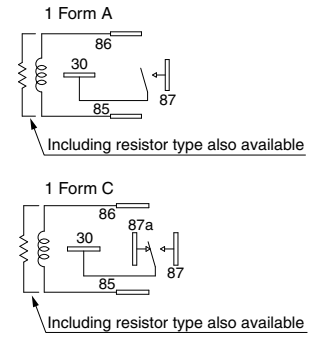 1 Form A
86
30
85
87
Including resistor type also available
1 Form C
86
87a
30
85
87
Including resistor type also available